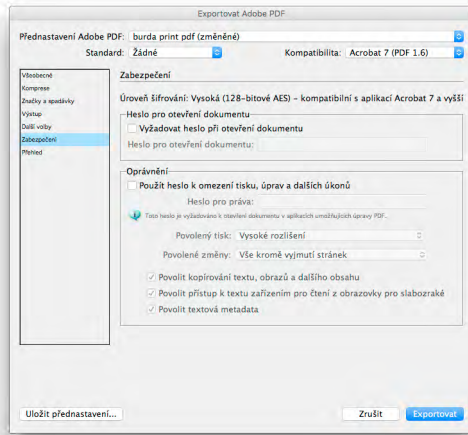 Exportovat Adobe PDF
Přednastavení Adobe PDF: burda print pdf (změněné)
Standard: Žádné Kompatibilita: Acrobat 7 (PDF 1.6)
Všeobecné
Komprese
Značky a spadávky
Výstup
Další volby
Zabezpečení
Přehled
Zabezpečení
Úroveň šifrování: Vysoká (128-bitové AES) – kompatibilní s aplikací Acrobat 7 a vyšší
Heslo pro otevření dokumentu
Vyžadovat heslo při otevření dokumentu
Heslo pro otevření dokumentu:
Oprávnění
Použít heslo k omezení tisku, úprav a dalších úkonů
Heslo pro práva:
Toto heslo je vyžadováno k otevření dokumentu v aplikacích umožňujících úpravy PDF.
Povolený tisk: Vysoké rozlišení
Povolené změny: Vše kromě vyjmutí stránek
Povolit kopírování textu, obrazů a dalšího obsahu
Povolit přístup k textu zařízením pro čtení z obrazovky pro slabozraké
Povolit textová metadata
Uložit přednastavení... Zrušit Exportovat